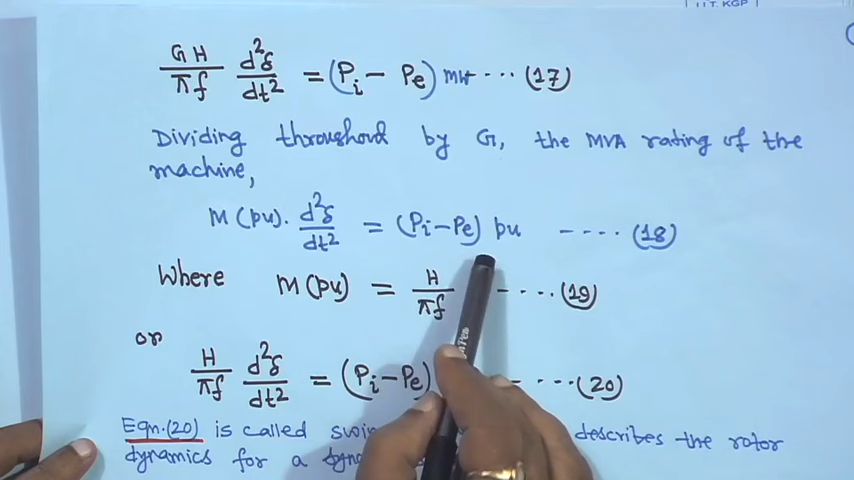 I.I.T. KGP
GH/πf d²δ/dt² = (Pi − Pe) MW ---- (17)
Dividing throughout by G, the MVA rating of the
machine,
M(pu). d²δ/dt² = (Pi − Pe) pu ---- (18)
Where M(pu) = H/πf ---- (19)
or
H/πf d²δ/dt² = (Pi − Pe) ---- (20)
Eqn.(20) is called describes the rotor
dynamics for a